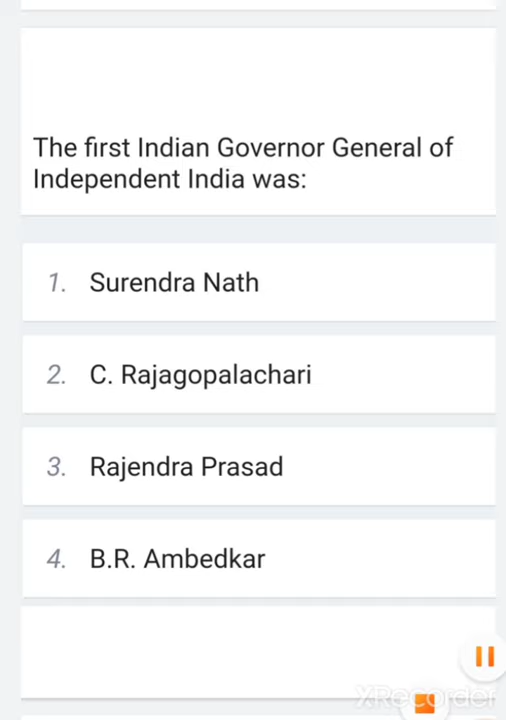 The first Indian Governor General of
Independent India was:
1. Surendra Nath
2. C. Rajagopalachari
3. Rajendra Prasad
4. B.R. Ambedkar
XRecorder